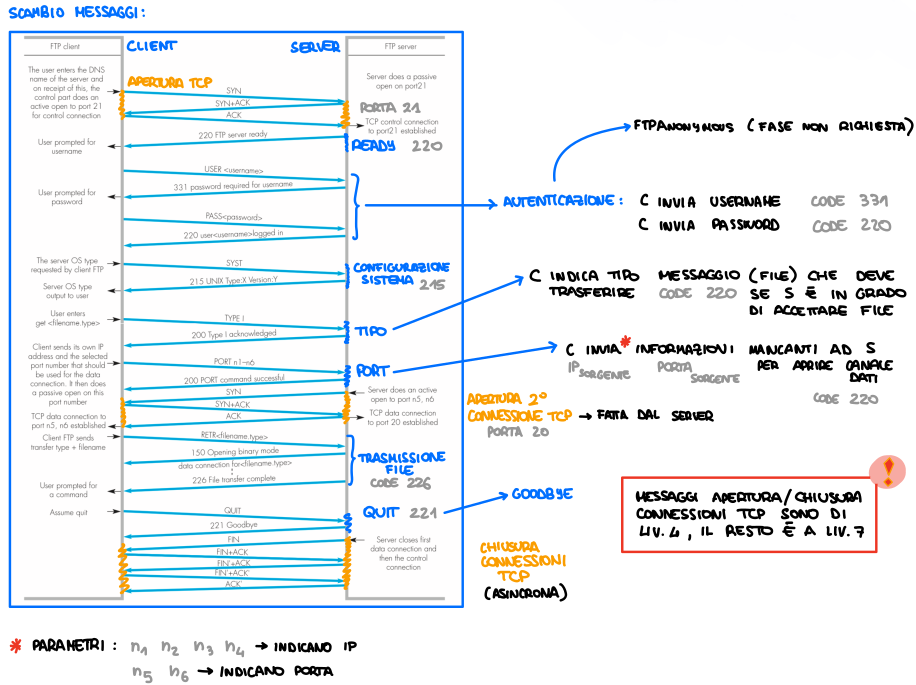 SCAMBIO MESSAGGI:
FTP client
CLIENT
SERVER
FTP server
The user enters the DNS
name of the server and
on receipt of this, the
control part does an
active open to port 21
for control connection
APERTURA TCP
SYN
SYN+ACK
ACK
Server does a passive
open on port21
PORTA 21
TCP control connection
to port21 established
User prompted for
username
220 FTP server ready
READY 220
USER <username>
331 password required for username
User prompted for
password
PASS<password>
220 user<username>logged in
FTP ANONYMOUS (FASE NON RICHIESTA)
AUTENTICAZIONE: C INVIA USERNAME CODE 331
C INVIA PASSWORD CODE 220
The server OS type
requested by client FTP
SYST
215 UNIX Type:X Version:Y
Server OS type
output to user
CONFIGURAZIONE
SISTEMA 215
C INDICA TIPO MESSAGGIO (FILE) CHE DEVE
TRASFERIRE CODE 220 SE S È IN GRADO
DI ACCETTARE FILE
User enters
get <filename.type>
TYPE I
200 Type I acknowledged
TIPO
Client sends its own IP
address and the selected
port number that should
be used for the data
connection. It then does
a passive open on this
port number
PORT n1–n6
200 PORT command successful
PORT
C INVIA * INFORMAZIONI MANCANTI AD S
IP SORGENTE PORTA SORGENTE PER APRIRE CANALE
DATI
CODE 220
SYN
SYN+ACK
ACK
Server does an active
open to port n5, n6
TCP data connection
to port 20 established
TCP data connection to
port n5, n6 established
APERTURA 2°
CONNESSIONE TCP → FATTA DAL SERVER
PORTA 20
Client FTP sends
transfer type + filename
RETR<filename.type>
150 Opening binary mode
data connection for<filename.type>
226 File transfer complete
TRASMISSIONE
FILE
CODE 226
User prompted for
a command
Assume quit
QUIT
221 Goodbye
QUIT 221
GOODBYE
FIN
FIN+ACK
FIN'+ACK
FIN'+ACK'
ACK'
Server closes first
data connection and
then the control
connection
CHIUSURA
CONNESSIONI
TCP
(ASINCRONA)
!
MESSAGGI APERTURA/CHIUSURA
CONNESSIONI TCP SONO DI
LIV. 4, IL RESTO È A LIV. 7
* PARAMETRI: n1 n2 n3 n4 → INDICANO IP
n5 n6 → INDICANO PORTA